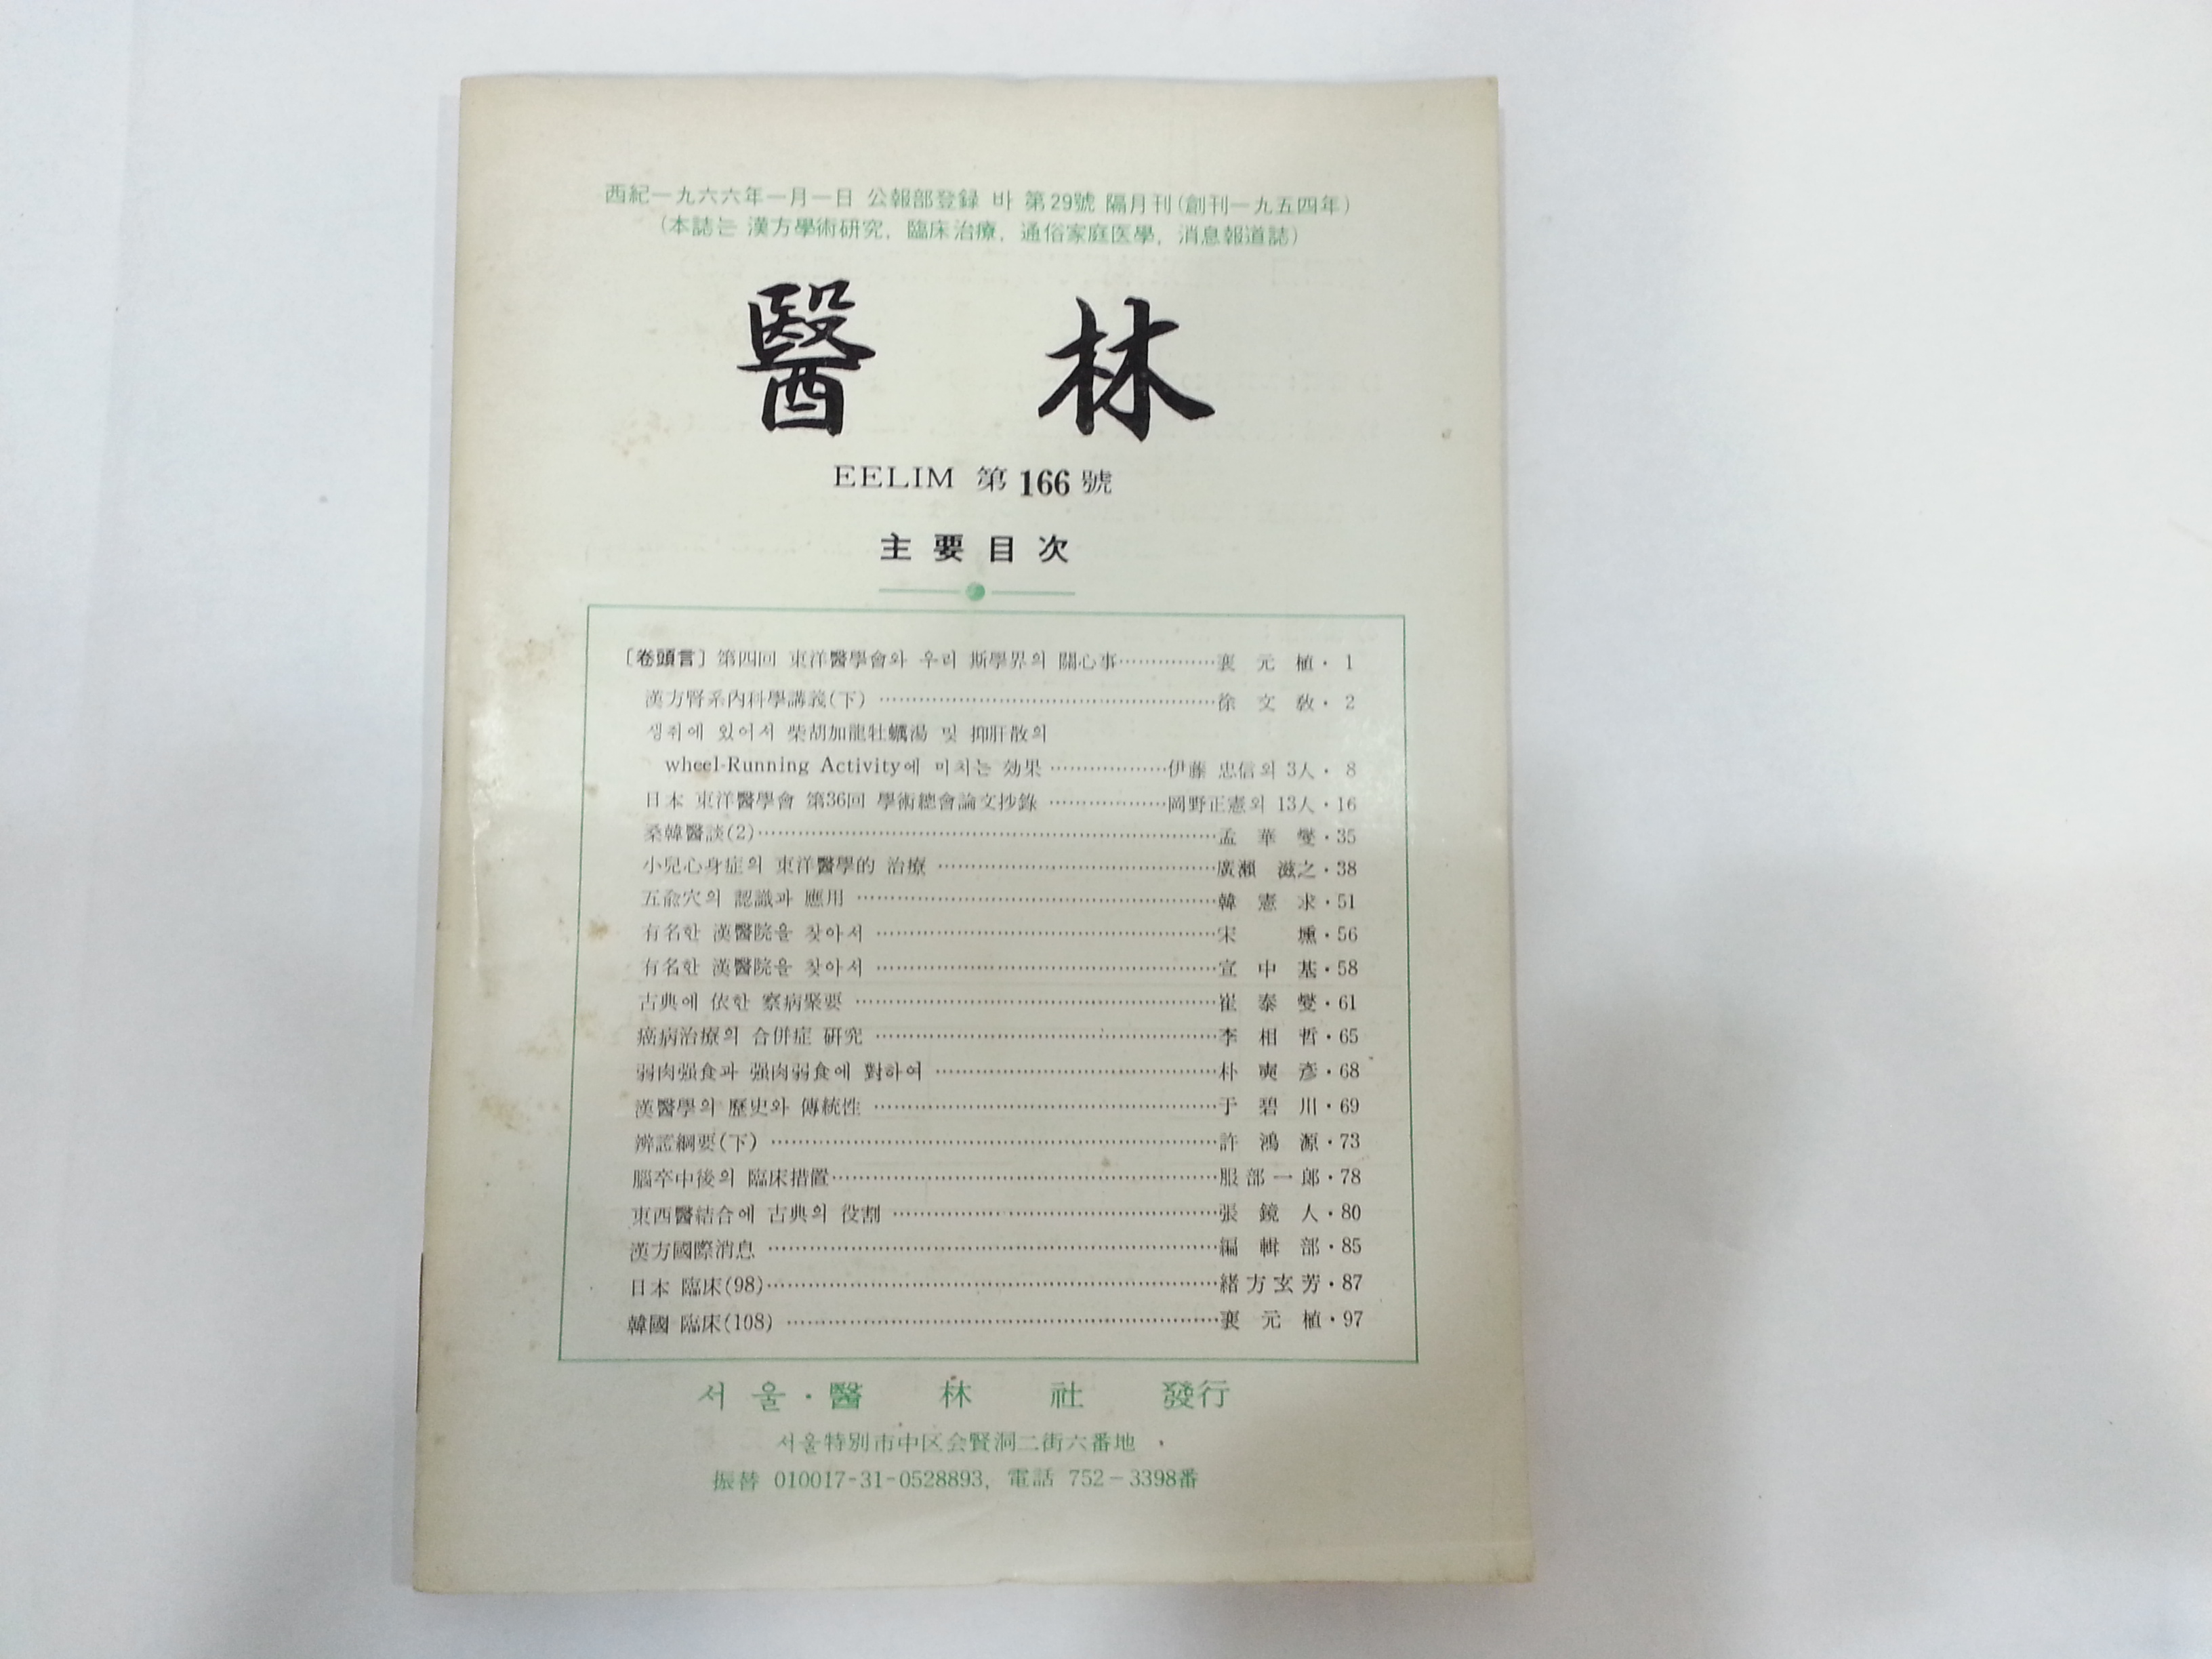 西紀一九六六年一月一日 公報部登録 바 第29號 隔月刊(創刊一九五四年)
(本誌는 漢方學術研究, 臨床治療, 通俗家庭医學, 消息報道誌)
醫 林
EELIM 第 166 號
主要目次
〔卷頭言〕 第四回 東洋醫學會와 우리 斯學界의 關心事……………裵 元 植・ 1
漢方腎系内科學講義(下) ……………徐 文 敎・ 2
생쥐에 있어서 柴胡加龍牡蠣湯 및 抑肝散의
wheel-Running Activity에 미치는 効果 ……………伊藤 忠信의 3人・ 8
日本 東洋醫學會 第36回 學術總會論文抄錄 ……………岡野正憲의 13人・16
桑韓醫談(2)……………孟 華 燮・35
小兒心身症의 東洋醫學的 治療 ……………廣瀬 滋之・38
五兪穴의 認識과 應用 ……………韓 憲 求・51
有名한 漢醫院을 찾아서 ……………宋 壎・56
有名한 漢醫院을 찾아서 ……………宣 中 基・58
古典에 依한 察病聚要 ……………崔 泰 燮・61
癌病治療의 合併症 硏究 ……………李 相 哲・65
弱肉强食과 强肉弱食에 對하여 ……………朴 奭 彦・68
漢醫學의 歷史와 傳統性 ……………于 碧 川・69
辨證綱要(下) ……………許 鴻 源・73
腦卒中後의 臨床措置……………服部一郎・78
東西醫結合에 古典의 役割 ……………張 鏡 人・80
漢方國際消息 ……………編 輯 部・85
日本 臨床(98)……………緖方玄芳・87
韓國 臨床(108) ……………裵 元 植・97
서울・醫 林 社 發行
서울特別市中区会賢洞二街六番地
振替 010017-31-0528893, 電話 752-3398番